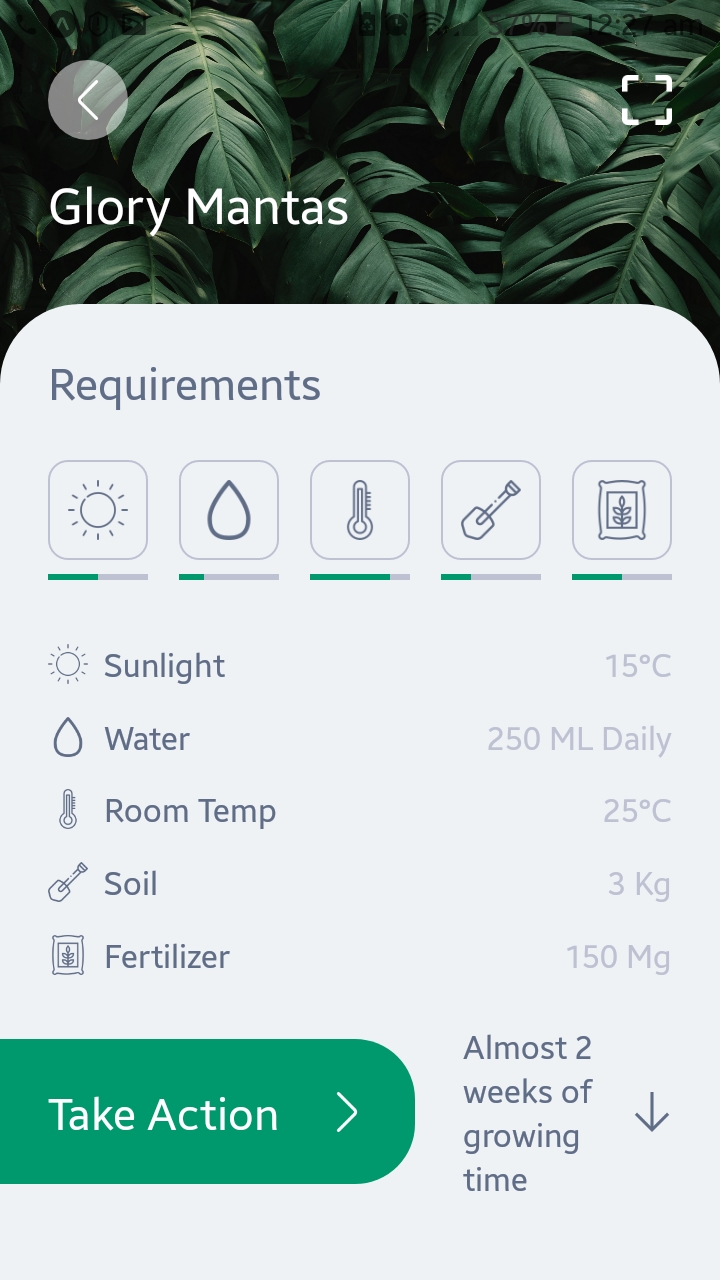 57% 12:27 am
Glory Mantas
Requirements
Sunlight 15°C
Water 250 ML Daily
Room Temp 25°C
Soil 3 Kg
Fertilizer 150 Mg
Take Action
Almost 2
weeks of
growing
time